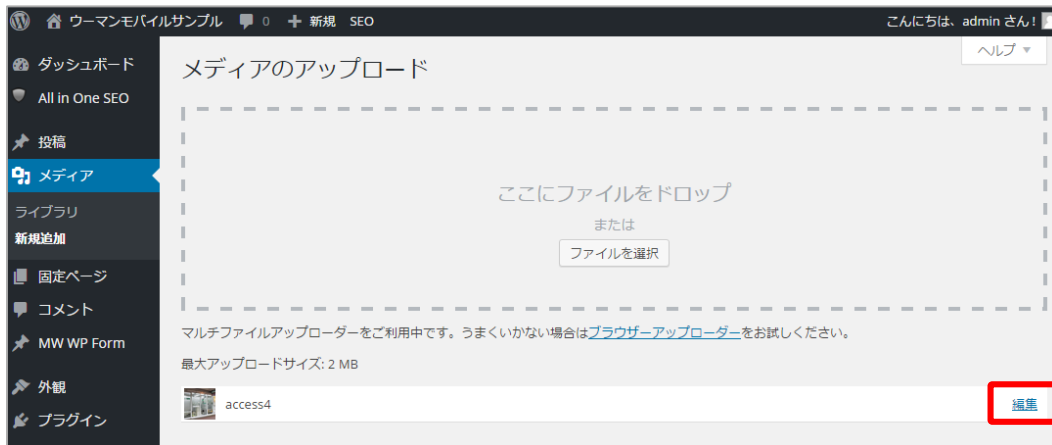 ウーマンモバイルサンプル 0 新規 SEO こんにちは、admin さん!
ダッシュボード
All in One SEO
投稿
メディア
ライブラリ
新規追加
固定ページ
コメント
MW WP Form
外観
プラグイン
ヘルプ
メディアのアップロード
ここにファイルをドロップ
または
ファイルを選択
マルチファイルアップローダーをご利用中です。うまくいかない場合はブラウザーアップローダーをお試しください。
最大アップロードサイズ: 2 MB
access4 編集